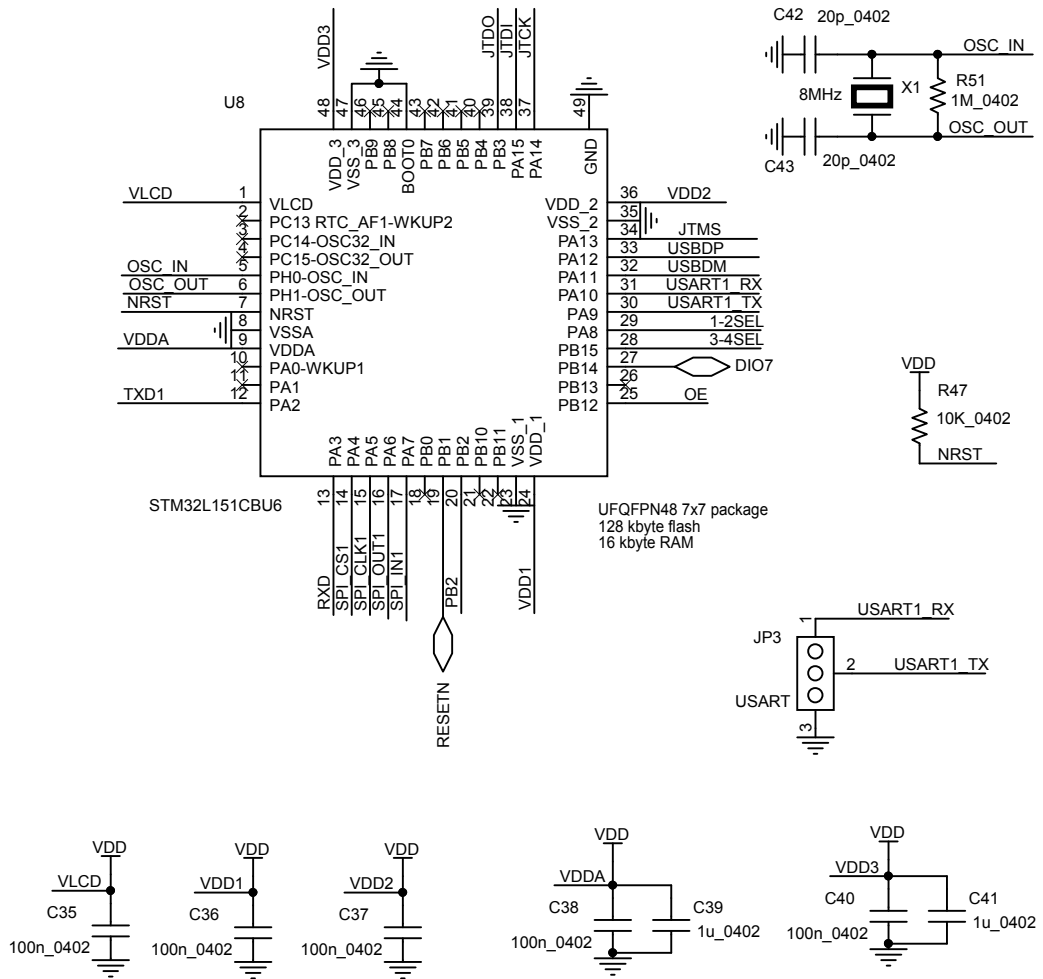 C42 20p_0402
OSC_IN
8MHz X1
R51
1M_0402
OSC_OUT
C43 20p_0402
U8
VDD3
JTDO
JTDI
JTCK
48 47 46 45 44 43 42 41 40 39 38 37 49
VDD_3 VSS_3 PB9 PB8 BOOT0 PB7 PB6 PB5 PB4 PB3 PA15 PA14 GND
VLCD 1 VLCD
2 PC13 RTC_AF1-WKUP2
3 PC14-OSC32_IN
4 PC15-OSC32_OUT
OSC_IN 5 PH0-OSC_IN
OSC_OUT 6 PH1-OSC_OUT
NRST 7 NRST
8 VSSA
VDDA 9 VDDA
10 PA0-WKUP1
11 PA1
TXD1 12 PA2
VDD_2 36 VDD2
VSS_2 35
PA13 34 JTMS
PA12 33 USBDP
PA11 32 USBDM
PA10 31 USART1_RX
PA9 30 USART1_TX
PA8 29 1-2SEL
PB15 28 3-4SEL
PB14 27 DIO7
PB13 26
PB12 25 OE
PA3 PA4 PA5 PA6 PA7 PB0 PB1 PB2 PB10 PB11 VSS_1 VDD_1
13 14 15 16 17 18 19 20 21 22 23 24
RXD
SPI_CS1
SPI_CLK1
SPI_OUT1
SPI_IN1
RESETN
PB2
VDD1
STM32L151CBU6
UFQFPN48 7x7 package
128 kbyte flash
16 kbyte RAM
VDD
R47
10K_0402
NRST
JP3
1 USART1_RX
2 USART1_TX
USART
3
VDD
VLCD
C35
100n_0402
VDD
VDD1
C36
100n_0402
VDD
VDD2
C37
100n_0402
VDD
VDDA
C38 C39
100n_0402 1u_0402
VDD
VDD3
C40 C41
100n_0402 1u_0402